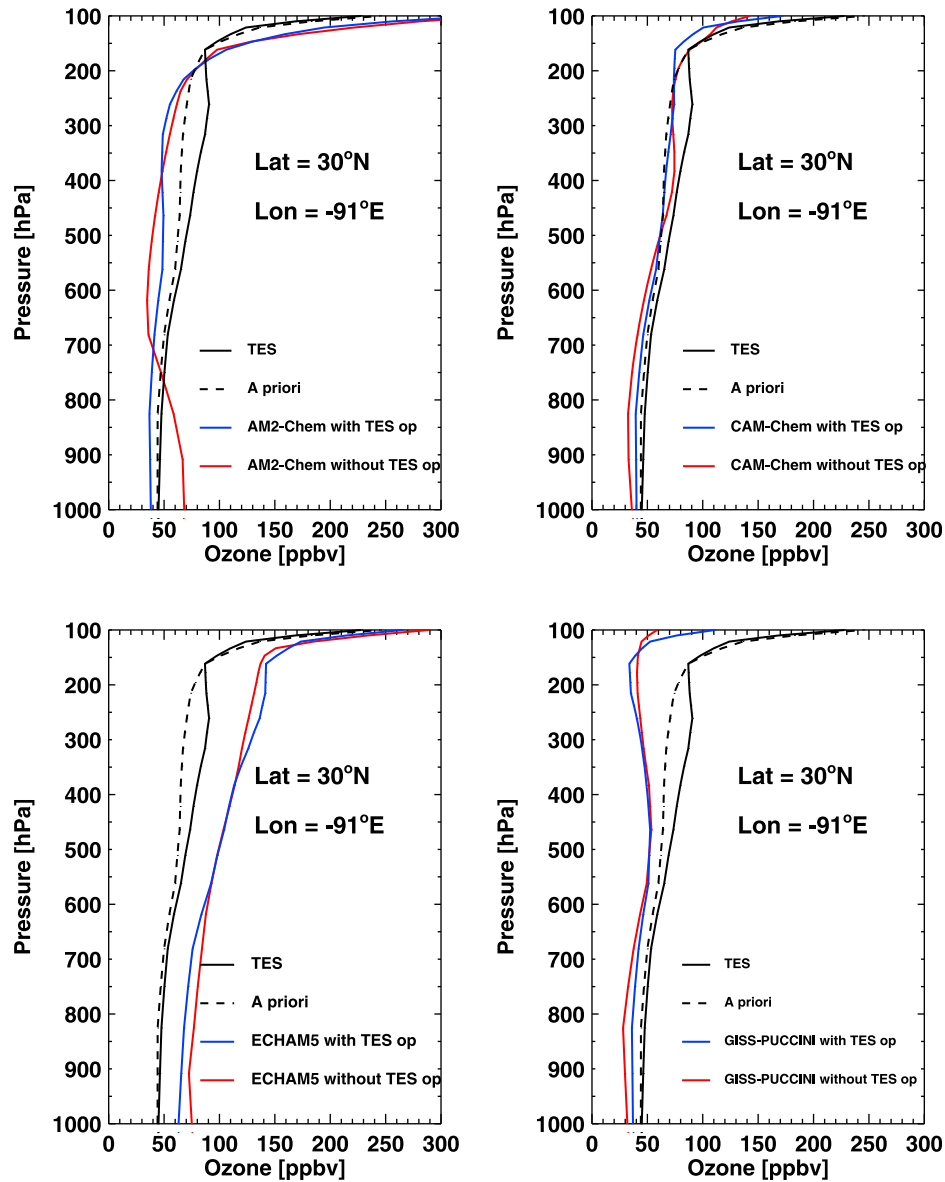 100
200
300
400
500
600
700
800
900
1000
Pressure [hPa]
Lat = 30°N
Lon = -91°E
TES
A priori
AM2-Chem with TES op
AM2-Chem without TES op
0 50 100 150 200 250 300
Ozone [ppbv]
100
200
300
400
500
600
700
800
900
1000
Pressure [hPa]
Lat = 30°N
Lon = -91°E
TES
A priori
CAM-Chem with TES op
CAM-Chem without TES op
0 50 100 150 200 250 300
Ozone [ppbv]
100
200
300
400
500
600
700
800
900
1000
Pressure [hPa]
Lat = 30°N
Lon = -91°E
TES
A priori
ECHAM5 with TES op
ECHAM5 without TES op
0 50 100 150 200 250 300
Ozone [ppbv]
100
200
300
400
500
600
700
800
900
1000
Pressure [hPa]
Lat = 30°N
Lon = -91°E
TES
A priori
GISS-PUCCINI with TES op
GISS-PUCCINI without TES op
0 50 100 150 200 250 300
Ozone [ppbv]